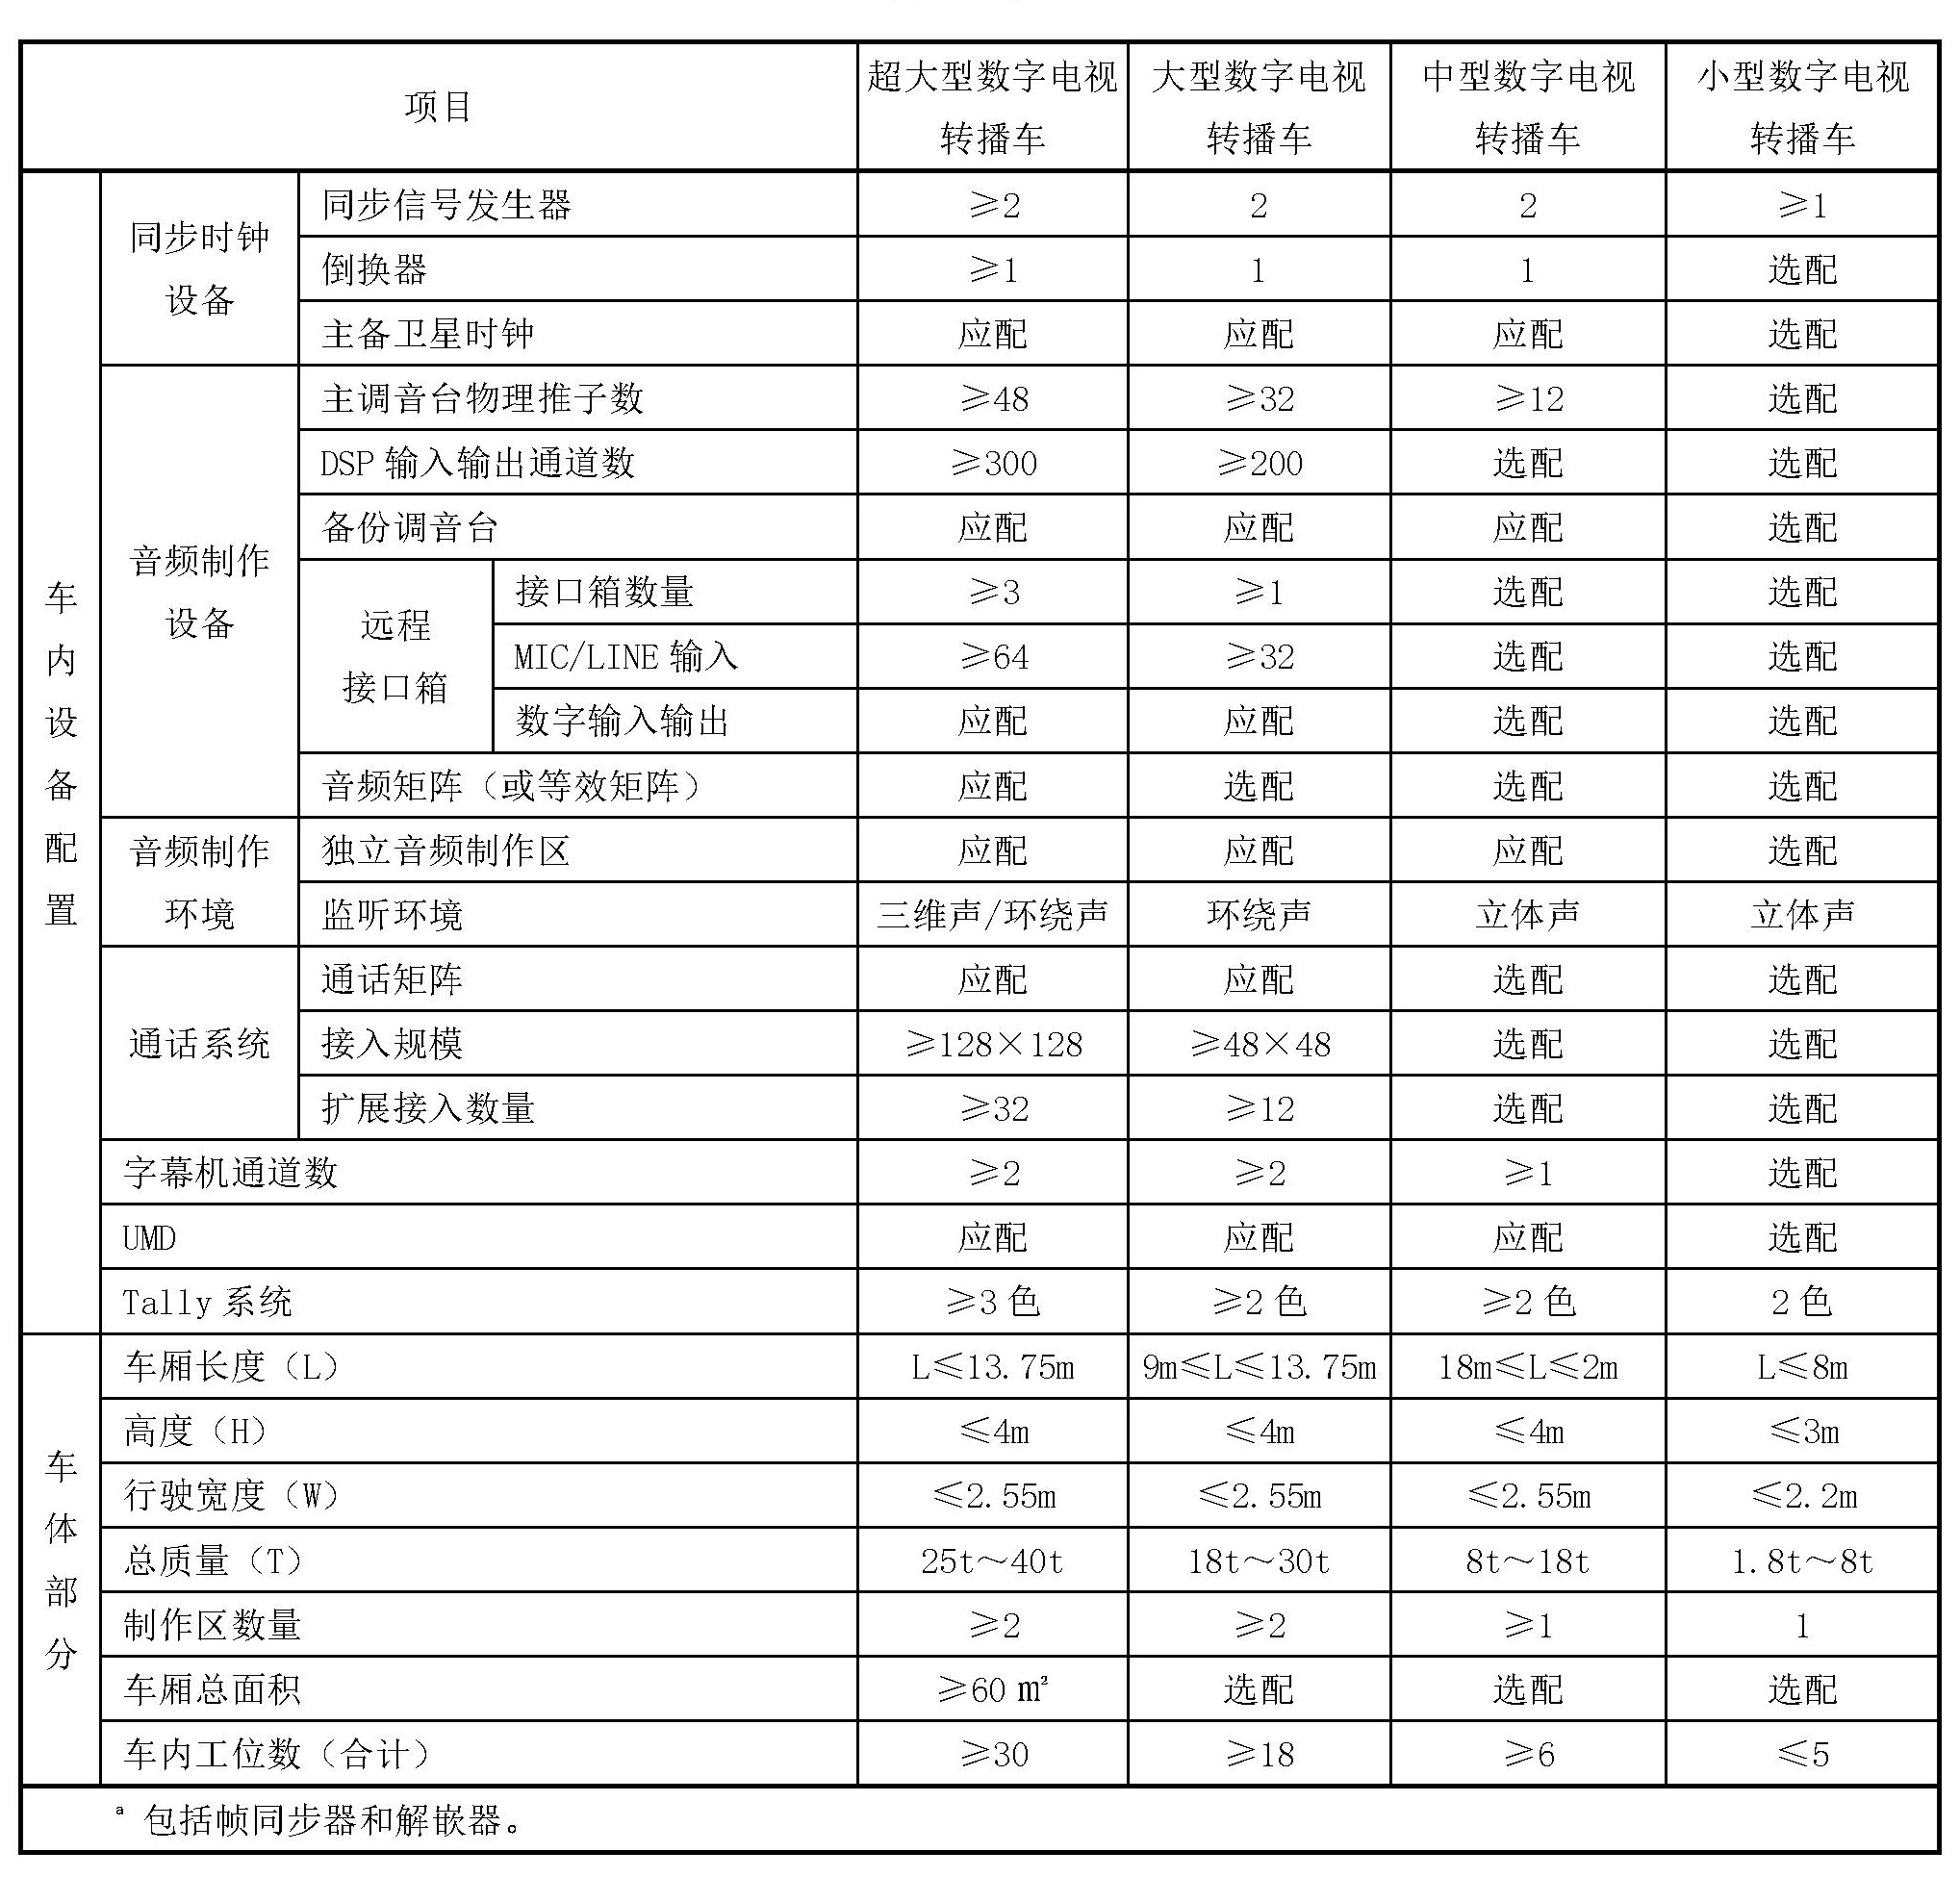 项目 超大型数字电视转播车 大型数字电视转播车 中型数字电视转播车 小型数字电视转播车
车内设备配置
同步时钟设备
同步信号发生器 ≥2 2 2 ≥1
倒换器 ≥1 1 1 选配
主备卫星时钟 应配 应配 应配 选配
音频制作设备
主调音台物理推子数 ≥48 ≥32 ≥12 选配
DSP输入输出通道数 ≥300 ≥200 选配 选配
备份调音台 应配 应配 应配 选配
远程接口箱
接口箱数量 ≥3 ≥1 选配 选配
MIC/LINE输入 ≥64 ≥32 选配 选配
数字输入输出 应配 应配 选配 选配
音频矩阵（或等效矩阵） 应配 选配 选配 选配
音频制作环境
独立音频制作区 应配 应配 应配 选配
监听环境 三维声/环绕声 环绕声 立体声 立体声
通话系统
通话矩阵 应配 应配 选配 选配
接入规模 ≥128×128 ≥48×48 选配 选配
扩展接入数量 ≥32 ≥12 选配 选配
字幕机通道数 ≥2 ≥2 ≥1 选配
UMD 应配 应配 应配 选配
Tally系统 ≥3色 ≥2色 ≥2色 2色
车体部分
车厢长度（L） L≤13.75m 9m≤L≤13.75m 18m≤L≤2m L≤8m
高度（H） ≤4m ≤4m ≤4m ≤3m
行驶宽度（W） ≤2.55m ≤2.55m ≤2.55m ≤2.2m
总质量（T） 25t～40t 18t～30t 8t～18t 1.8t～8t
制作区数量 ≥2 ≥2 ≥1 1
车厢总面积 ≥60㎡ 选配 选配 选配
车内工位数（合计） ≥30 ≥18 ≥6 ≤5
ᵃ 包括帧同步器和解嵌器。